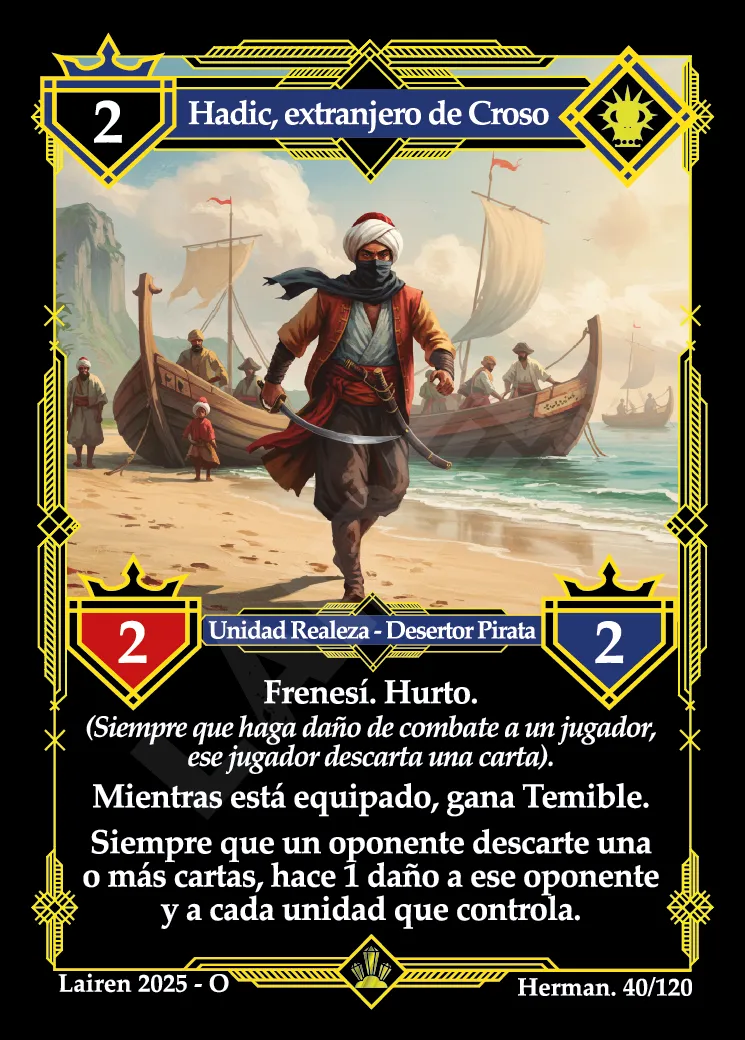 2
Hadic, extranjero de Croso
2
Unidad Realeza - Desertor Pirata
2
Frenesí. Hurto.
(Siempre que haga daño de combate a un jugador,
ese jugador descarta una carta).
Mientras está equipado, gana Temible.
Siempre que un oponente descarte una
o más cartas, hace 1 daño a ese oponente
y a cada unidad que controla.
Lairen 2025 - O
Herman. 40/120